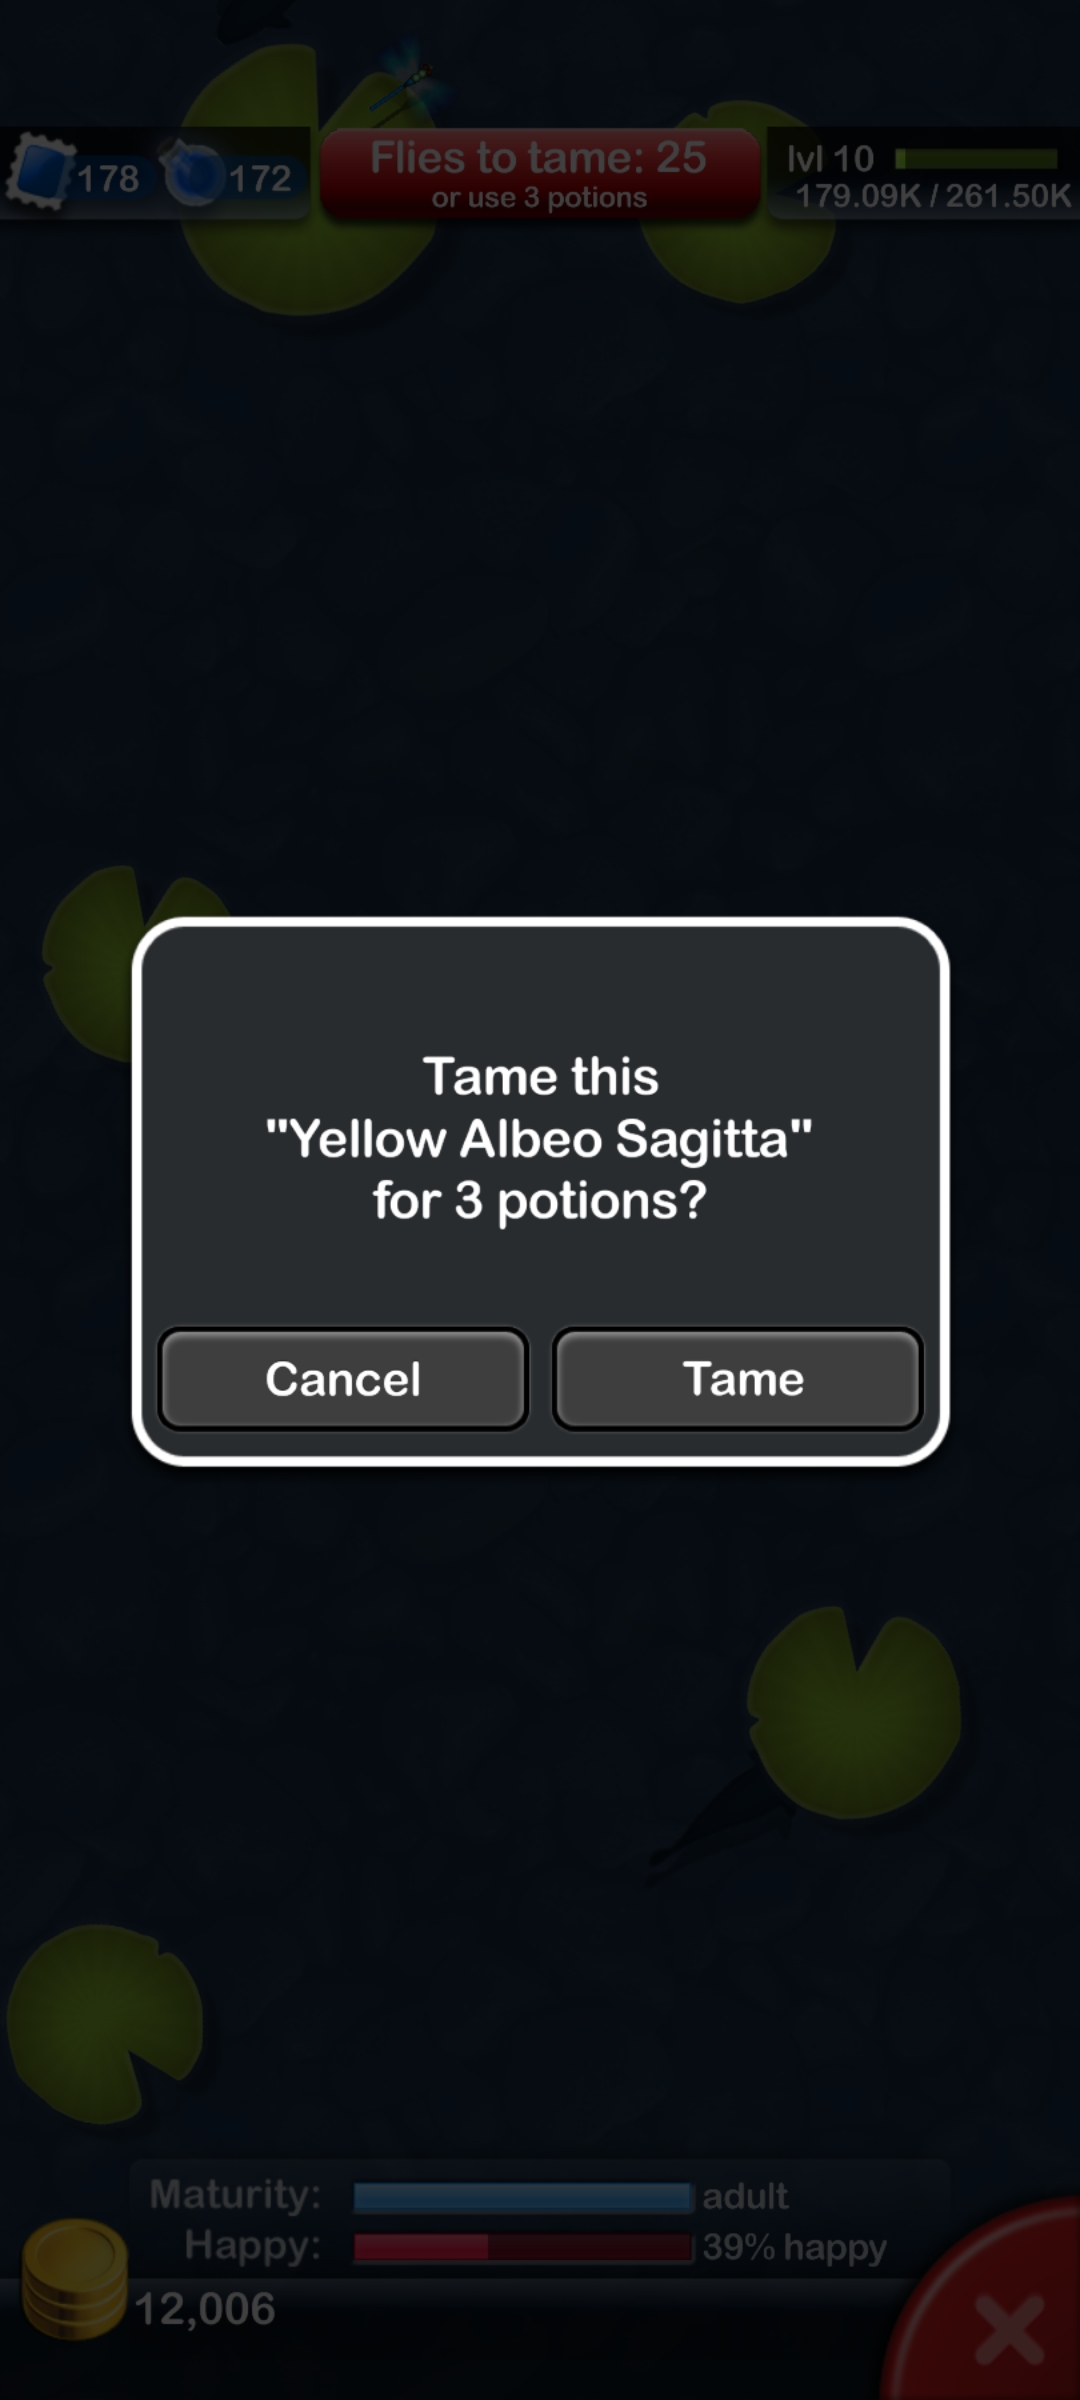 178
172
Flies to tame: 25
or use 3 potions
lvl 10
179.09K / 261.50K
Tame this
"Yellow Albeo Sagitta"
for 3 potions?
Cancel
Tame
Maturity:
adult
Happy:
39% happy
12,006